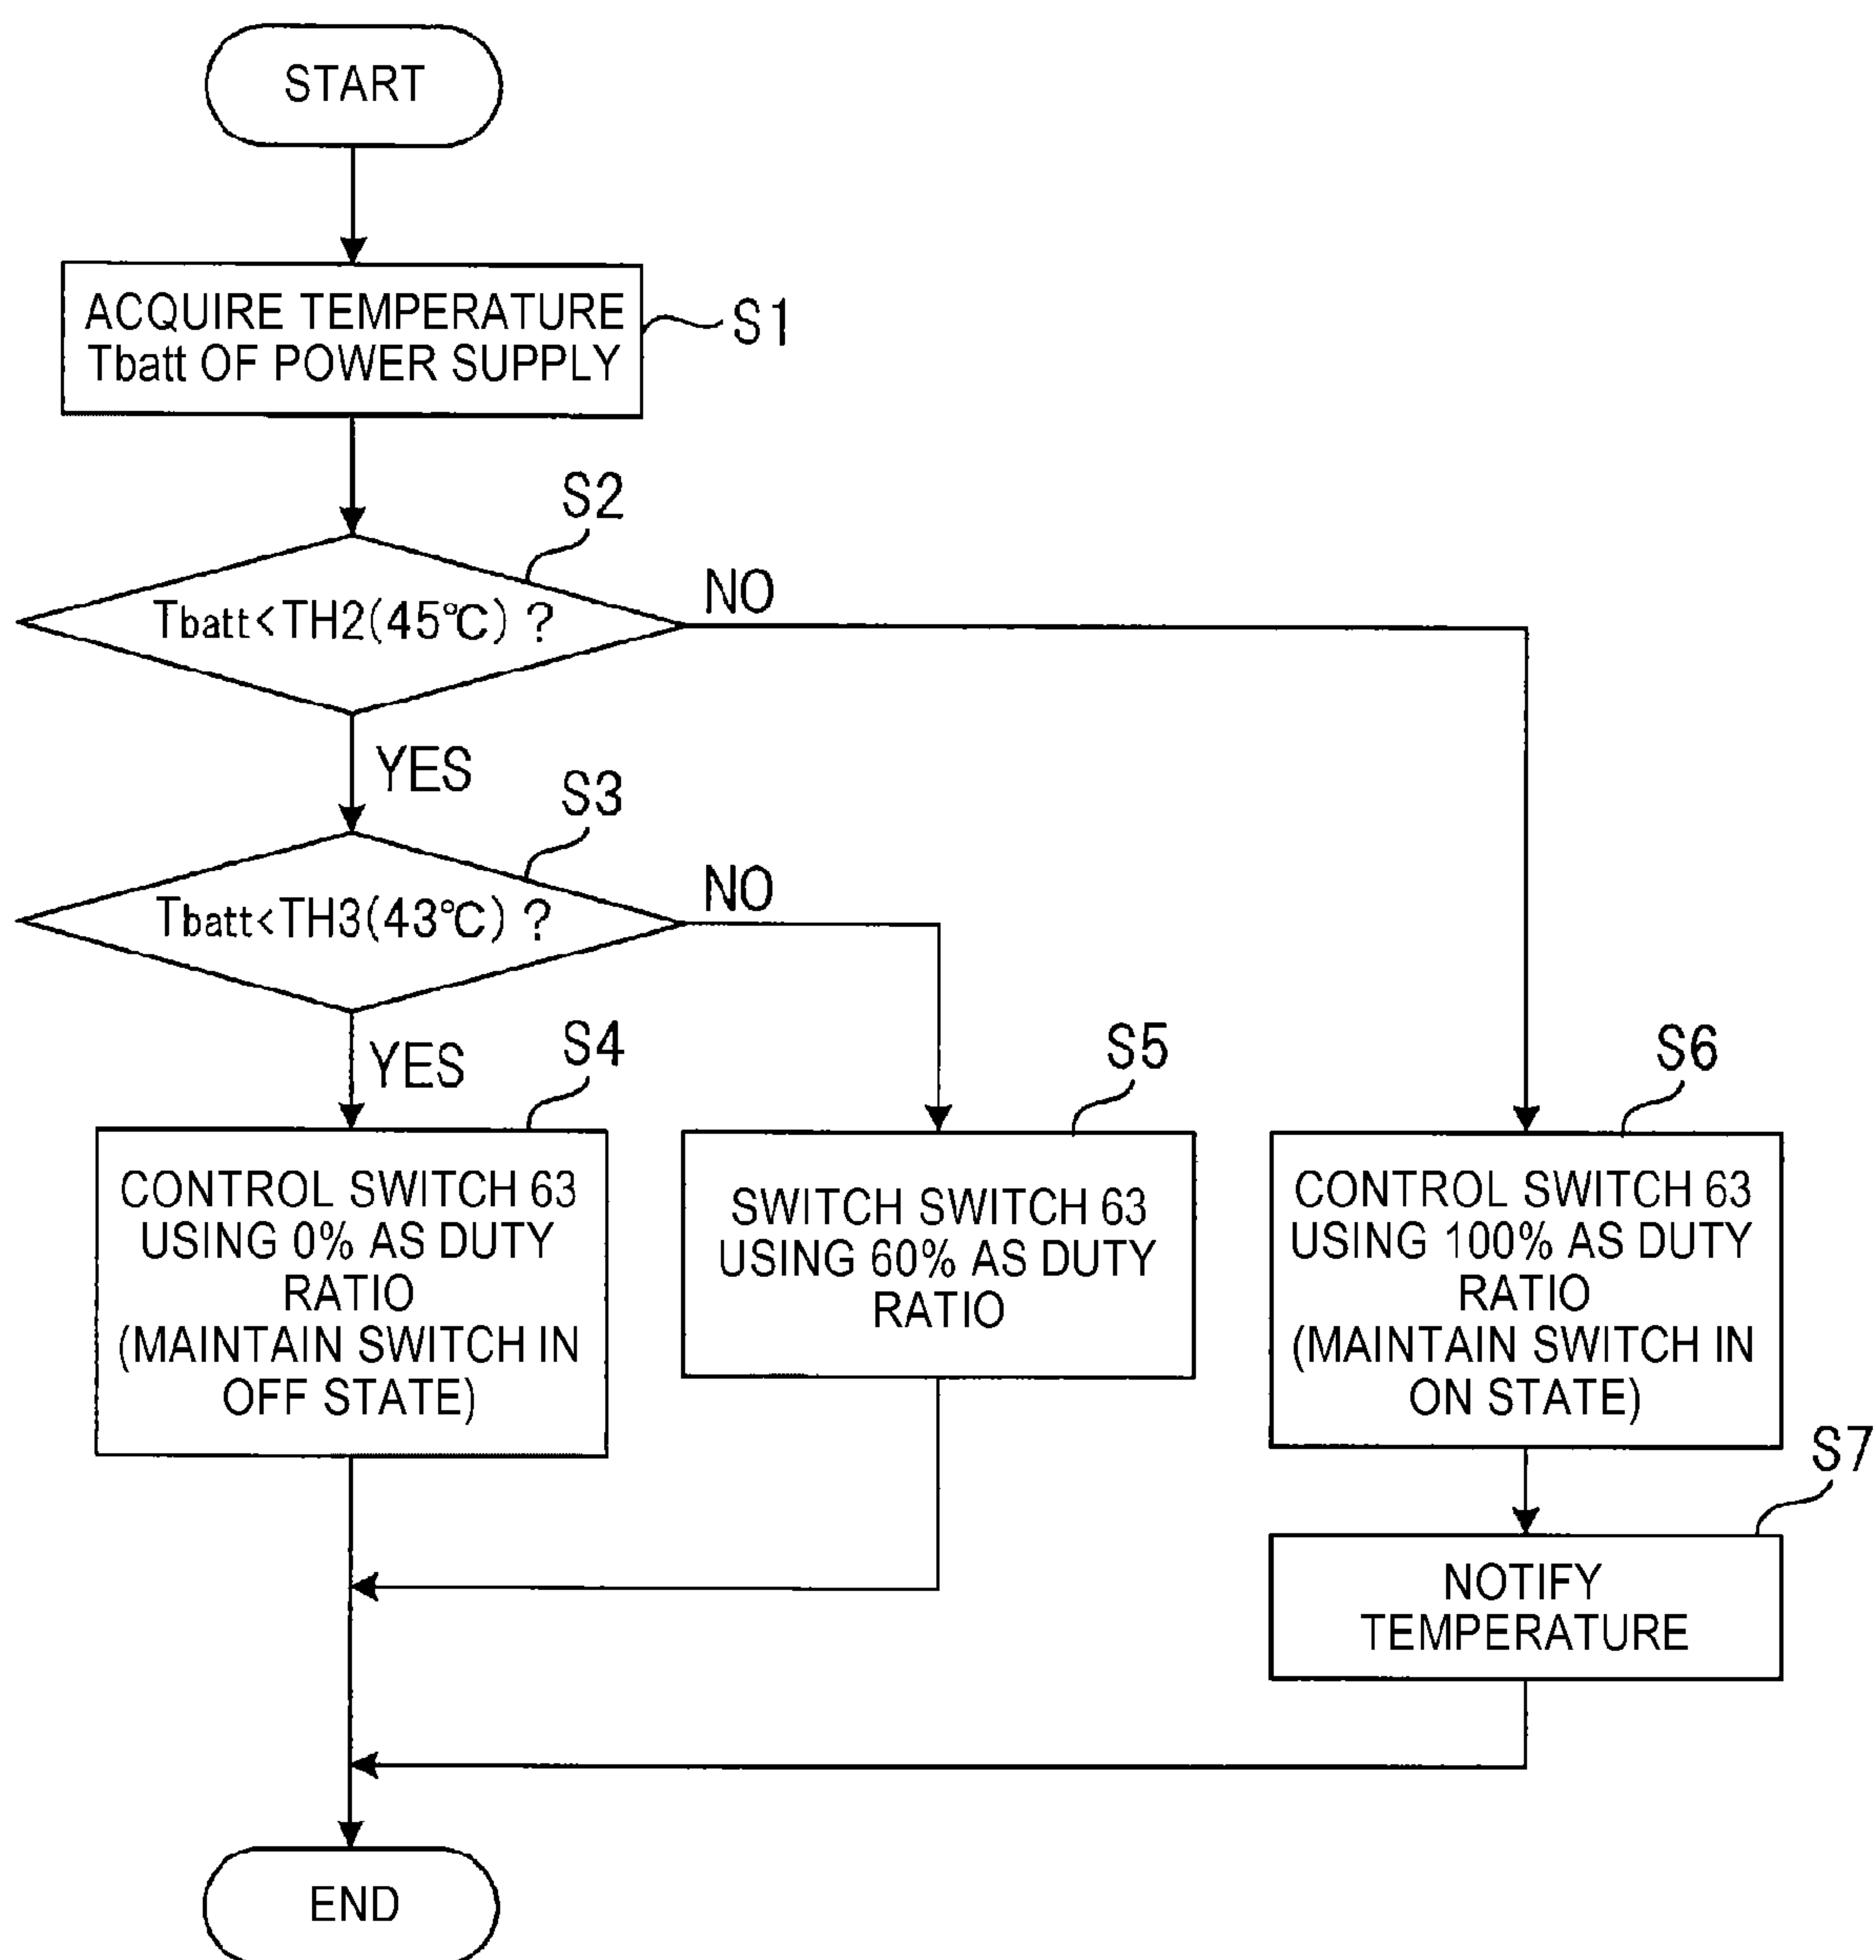 START
ACQUIRE TEMPERATURE
Tbatt OF POWER SUPPLY
S1
S2
Tbatt<TH2(45℃) ?
NO
YES
S3
Tbatt<TH3(43℃) ?
NO
YES
S4
CONTROL SWITCH 63
USING 0% AS DUTY
RATIO
(MAINTAIN SWITCH IN
OFF STATE)
S5
SWITCH SWITCH 63
USING 60% AS DUTY
RATIO
S6
CONTROL SWITCH 63
USING 100% AS DUTY
RATIO
(MAINTAIN SWITCH IN
ON STATE)
S7
NOTIFY
TEMPERATURE
END